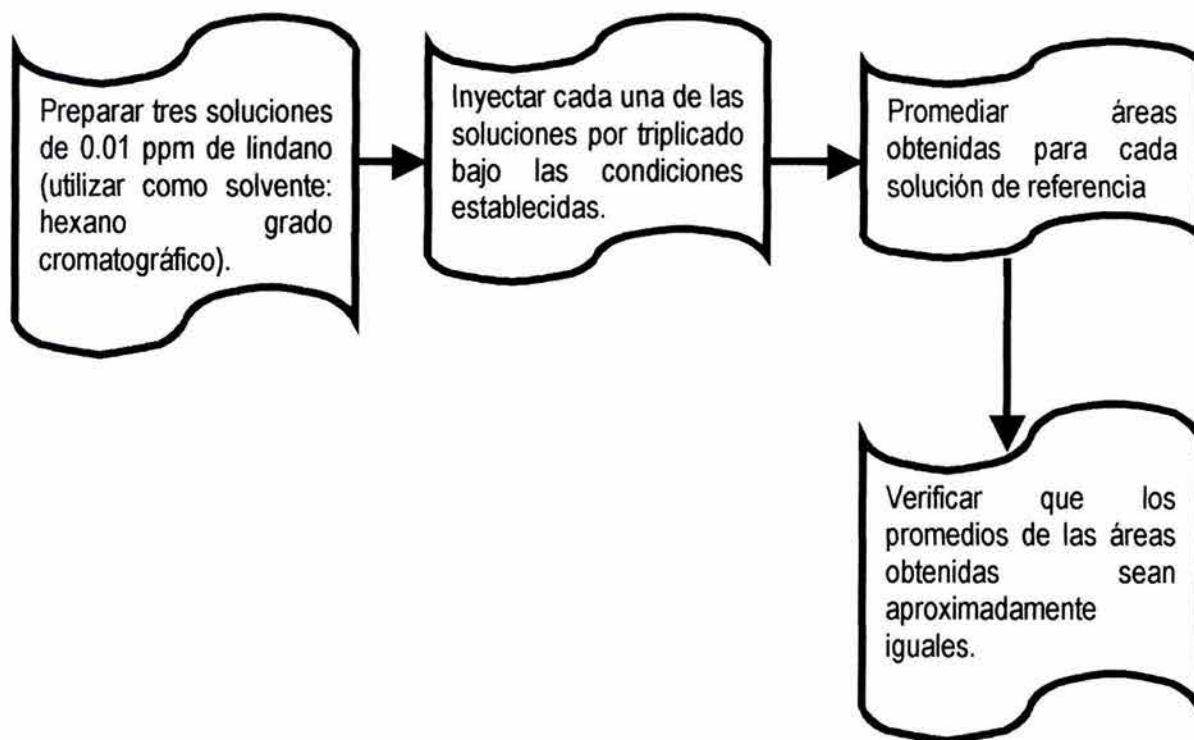 Preparar tres soluciones
de 0.01 ppm de lindano
(utilizar como solvente:
hexano grado
cromatográfico).
Inyectar cada una de las
soluciones por triplicado
bajo las condiciones
establecidas.
Promediar áreas
obtenidas para cada
solución de referencia
Verificar que los
promedios de las áreas
obtenidas sean
aproximadamente
iguales.